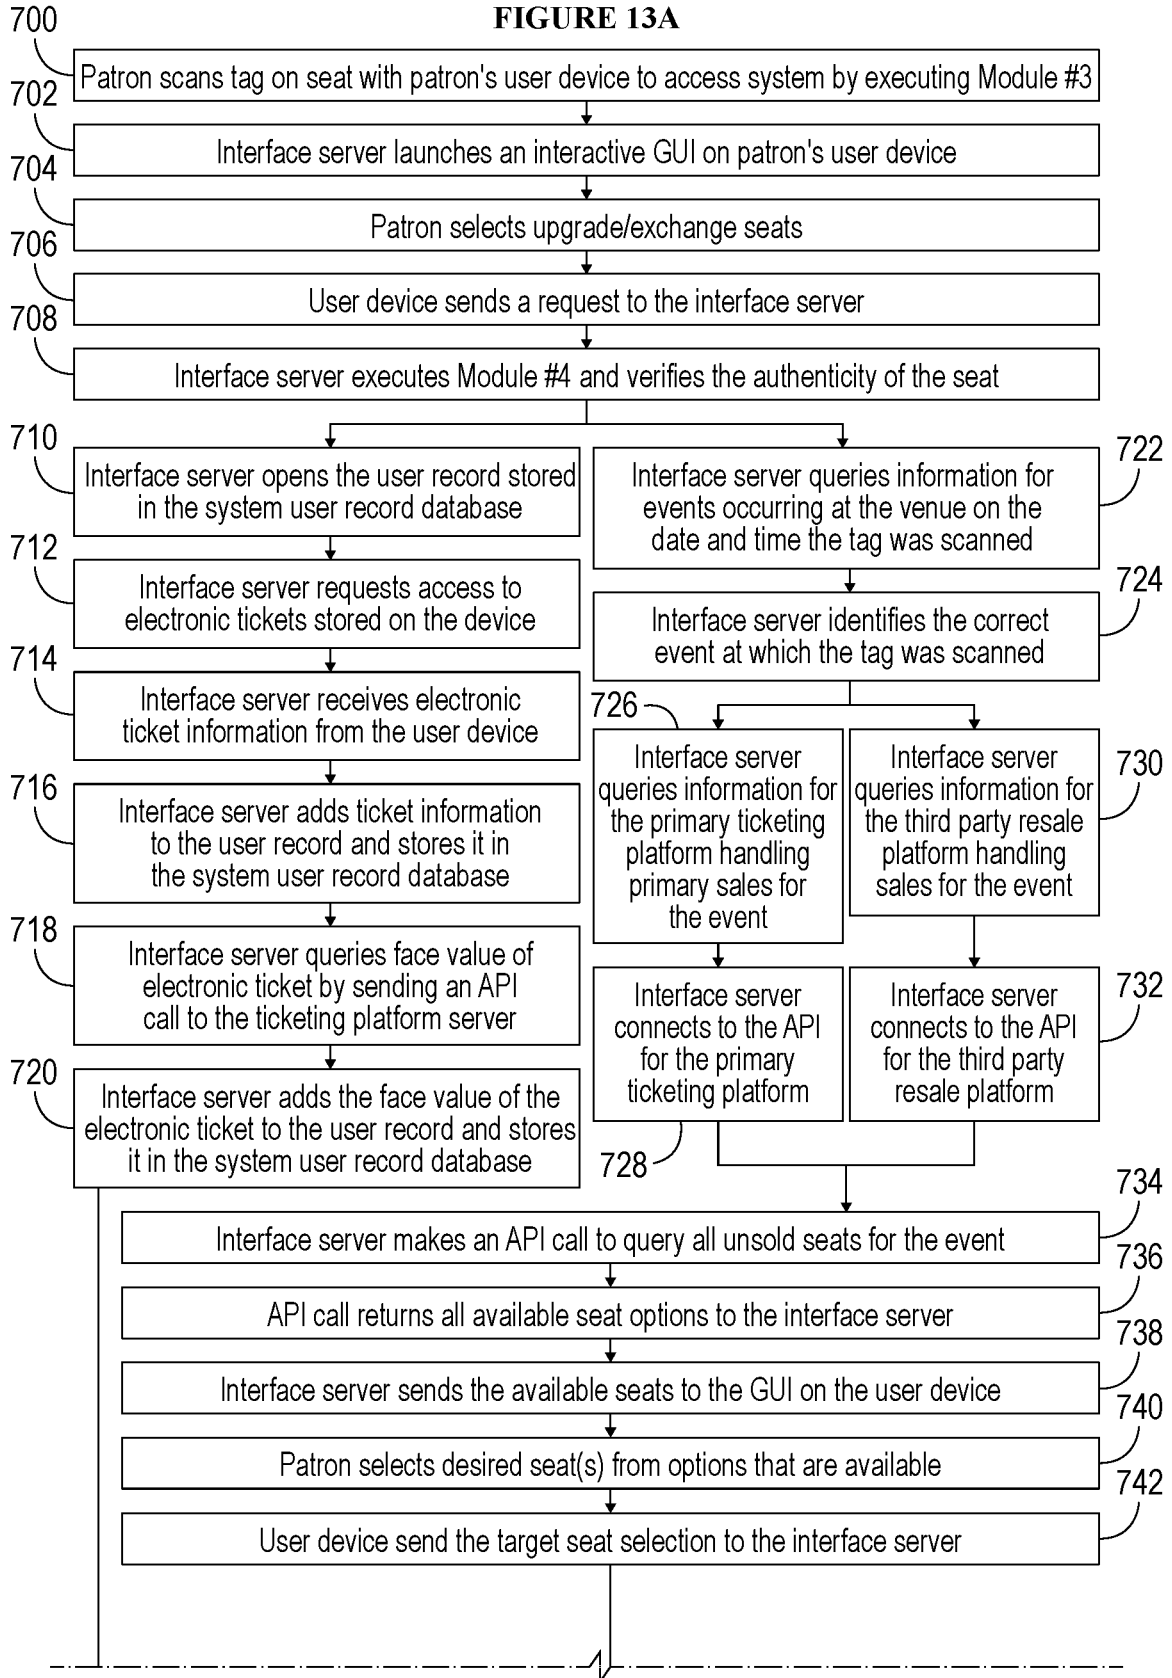 FIGURE 13A
700
Patron scans tag on seat with patron's user device to access system by executing Module #3
702
Interface server launches an interactive GUI on patron's user device
704
Patron selects upgrade/exchange seats
706
User device sends a request to the interface server
708
Interface server executes Module #4 and verifies the authenticity of the seat
710
Interface server opens the user record stored
in the system user record database
712
Interface server requests access to
electronic tickets stored on the device
714
Interface server receives electronic
ticket information from the user device
716
Interface server adds ticket information
to the user record and stores it in
the system user record database
718
Interface server queries face value of
electronic ticket by sending an API
call to the ticketing platform server
720
Interface server adds the face value of the
electronic ticket to the user record and stores
it in the system user record database
722
Interface server queries information for
events occurring at the venue on the
date and time the tag was scanned
724
Interface server identifies the correct
event at which the tag was scanned
726
Interface server
queries information for
the primary ticketing
platform handling
primary sales for
the event
728
Interface server
connects to the API
for the primary
ticketing platform
730
Interface server
queries information for
the third party resale
platform handling
sales for the event
732
Interface server
connects to the API
for the third party
resale platform
734
Interface server makes an API call to query all unsold seats for the event
736
API call returns all available seat options to the interface server
738
Interface server sends the available seats to the GUI on the user device
740
Patron selects desired seat(s) from options that are available
742
User device send the target seat selection to the interface server